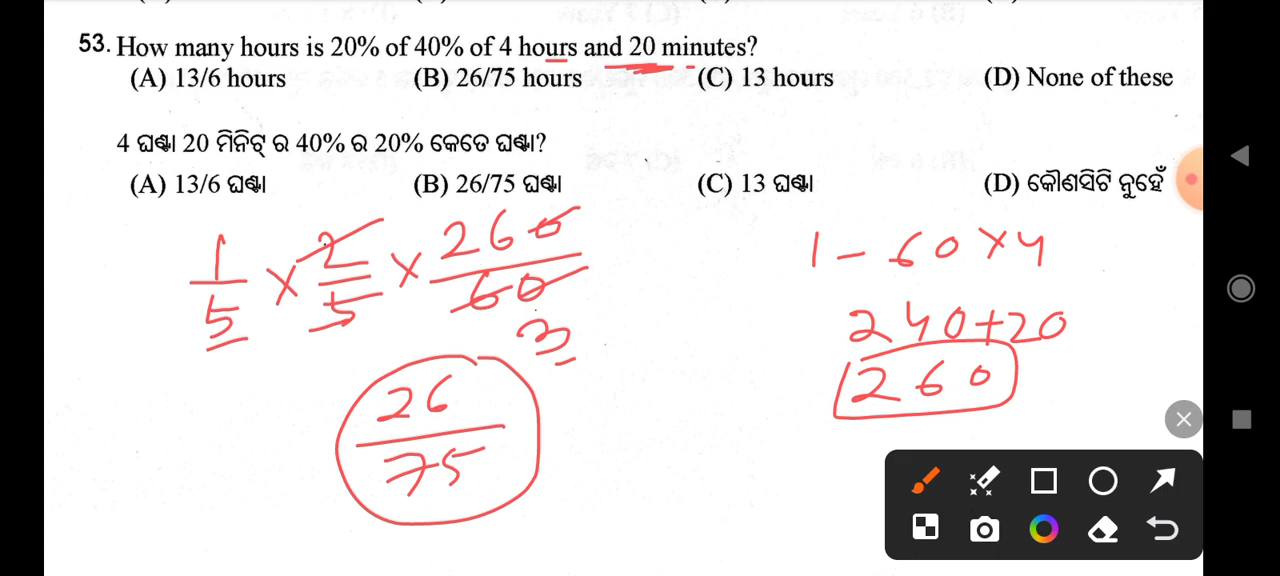 53. How many hours is 20% of 40% of 4 hours and 20 minutes?
(A) 13/6 hours (B) 26/75 hours (C) 13 hours (D) None of these
4 ଘଣ୍ଟା 20 ମିନିଟ୍ ର 40% ର 20% କେତେ ଘଣ୍ଟା?
(A) 13/6 ଘଣ୍ଟା (B) 26/75 ଘଣ୍ଟା (C) 13 ଘଣ୍ଟା (D) କୌଣସିଟି ନୁହେଁ
1/5 × 2/5 × 260/60
3
26/75
1 - 60 × 4
240+20
260